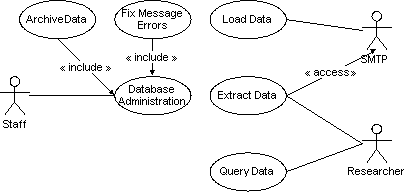 ArchiveData
Fix Message
Errors
Load Data
« include »
« include »
SMTP
« access »
Database
Administration
Extract Data
Staff
Query Data
Researcher